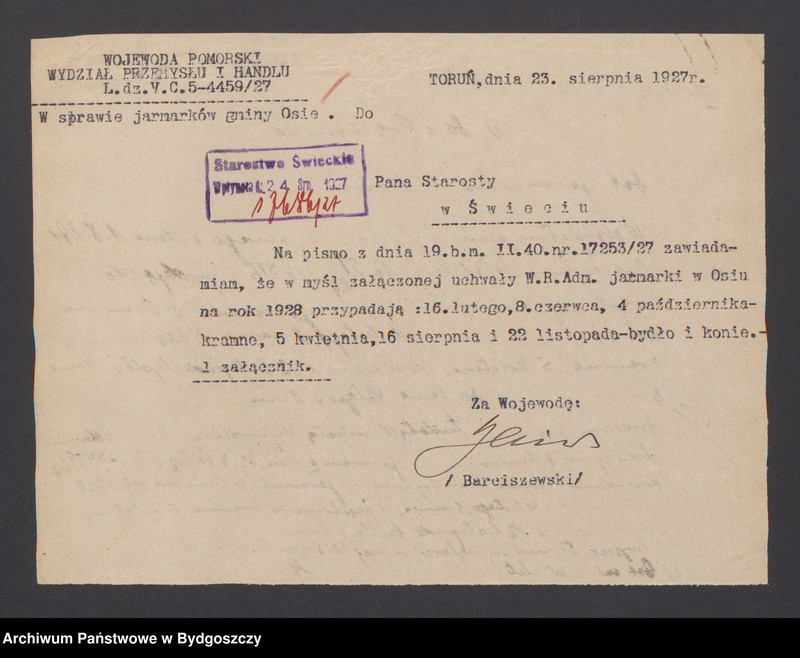 WOJEWODA POMORSKI
WYDZIAŁ PRZEMYSŁU I HANDLU
L.dz.V.C.5-4459/27
TORUŃ,dnia 23. sierpnia 1927r.
W sprawie jarmarków gminy Osie . Do
Starostwo Świeckie
Wpłynęło d. 24 Srp. 1927
Pana Starosty
w Świeciu
Na pismo z dnia 19.b.m. II.40.nr.17253/27 zawiada-
miam, że w myśl załączonej uchwały W.R.Adm. jarmarki w Osiu
na rok 1928 przypadają :16.lutego,8.czerwca, 4 października-
kramne, 5 kwietnia,16 sierpnia i 22 listopada-bydło i konie.-
1 załącznik.
Za Wojewodę:
/ Barciszewski/
Archiwum Państwowe w Bydgoszczy